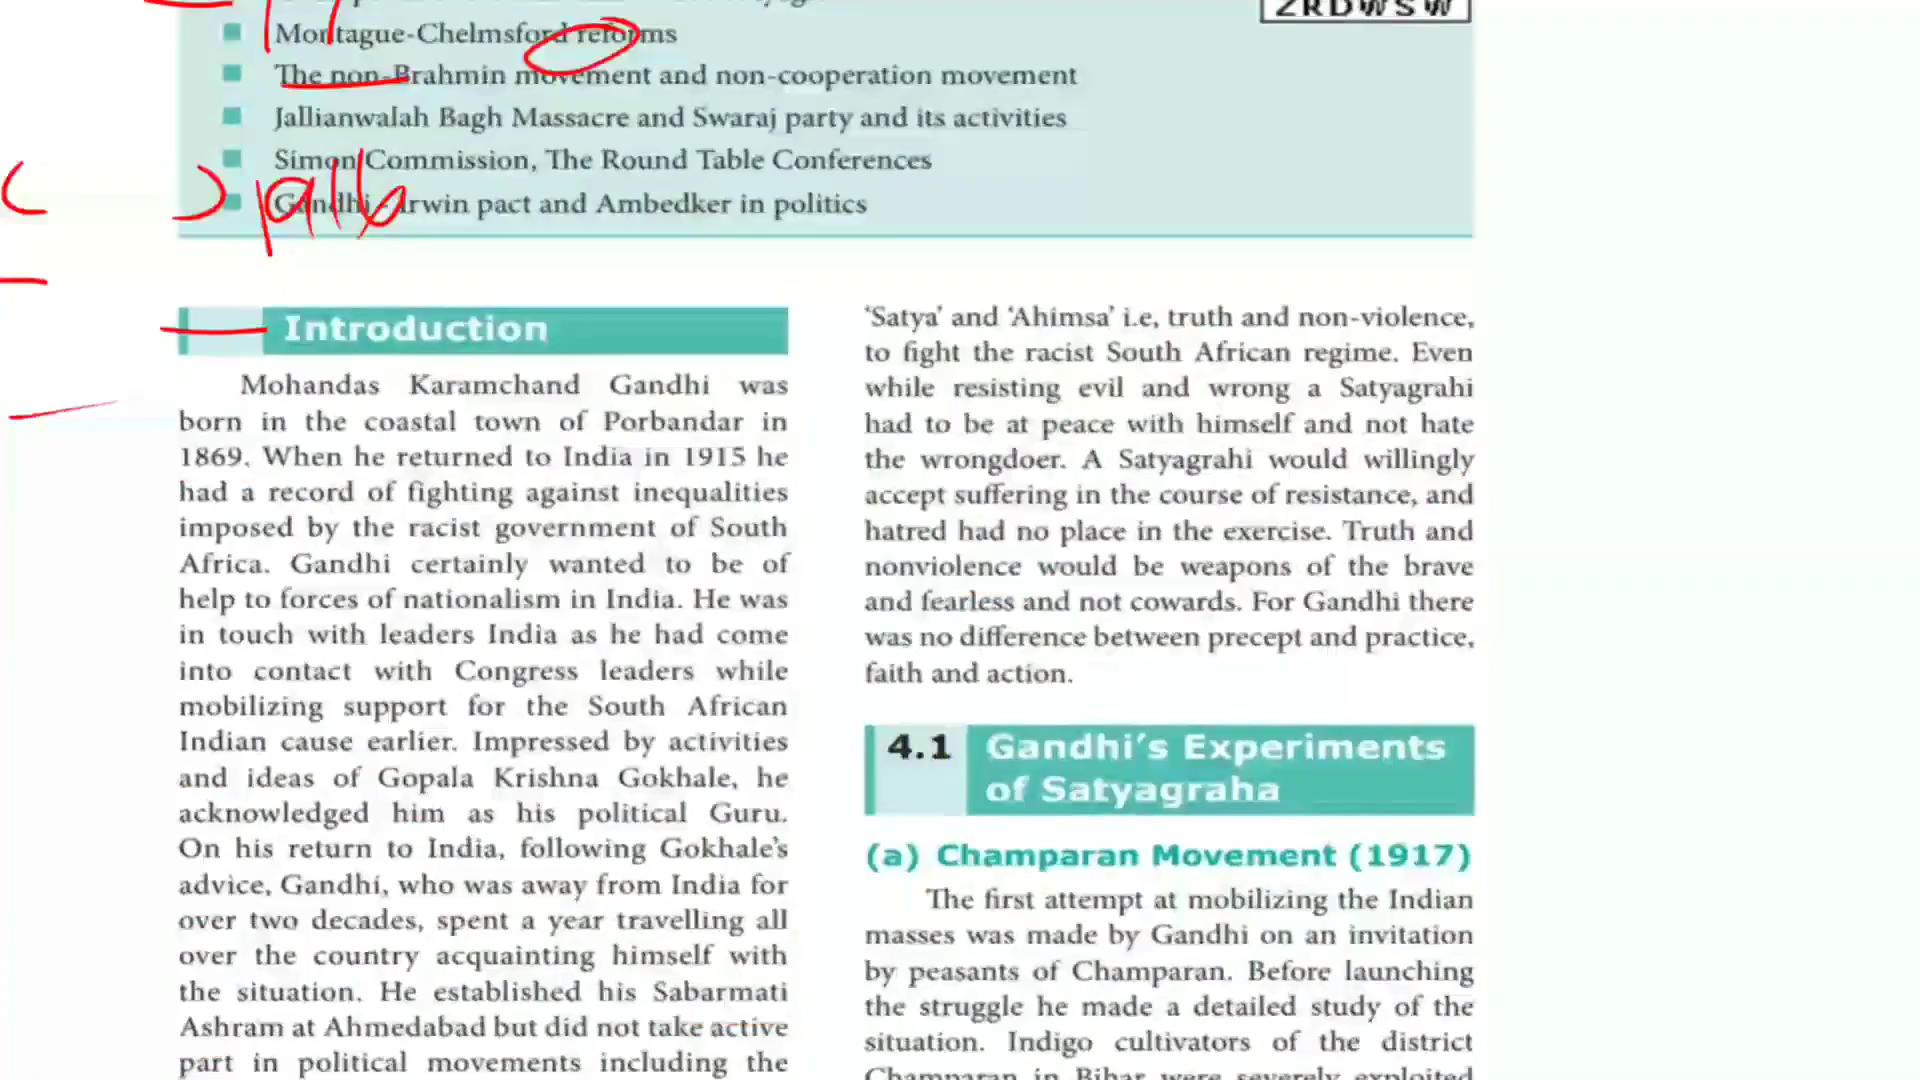 ZRDWSW
Montague-Chelmsford reforms
The non-Brahmin movement and non-cooperation movement
Jallianwalah Bagh Massacre and Swaraj party and its activities
Simon Commission, The Round Table Conferences
Gandhi - Irwin pact and Ambedker in politics
Introduction
Mohandas Karamchand Gandhi was
born in the coastal town of Porbandar in
1869. When he returned to India in 1915 he
had a record of fighting against inequalities
imposed by the racist government of South
Africa. Gandhi certainly wanted to be of
help to forces of nationalism in India. He was
in touch with leaders India as he had come
into contact with Congress leaders while
mobilizing support for the South African
Indian cause earlier. Impressed by activities
and ideas of Gopala Krishna Gokhale, he
acknowledged him as his political Guru.
On his return to India, following Gokhale's
advice, Gandhi, who was away from India for
over two decades, spent a year travelling all
over the country acquainting himself with
the situation. He established his Sabarmati
Ashram at Ahmedabad but did not take active
part in political movements including the
'Satya' and 'Ahimsa' i.e, truth and non-violence,
to fight the racist South African regime. Even
while resisting evil and wrong a Satyagrahi
had to be at peace with himself and not hate
the wrongdoer. A Satyagrahi would willingly
accept suffering in the course of resistance, and
hatred had no place in the exercise. Truth and
nonviolence would be weapons of the brave
and fearless and not cowards. For Gandhi there
was no difference between precept and practice,
faith and action.
4.1 Gandhi's Experiments
of Satyagraha
(a) Champaran Movement (1917)
The first attempt at mobilizing the Indian
masses was made by Gandhi on an invitation
by peasants of Champaran. Before launching
the struggle he made a detailed study of the
situation. Indigo cultivators of the district
Champaran in Bihar were severely exploited